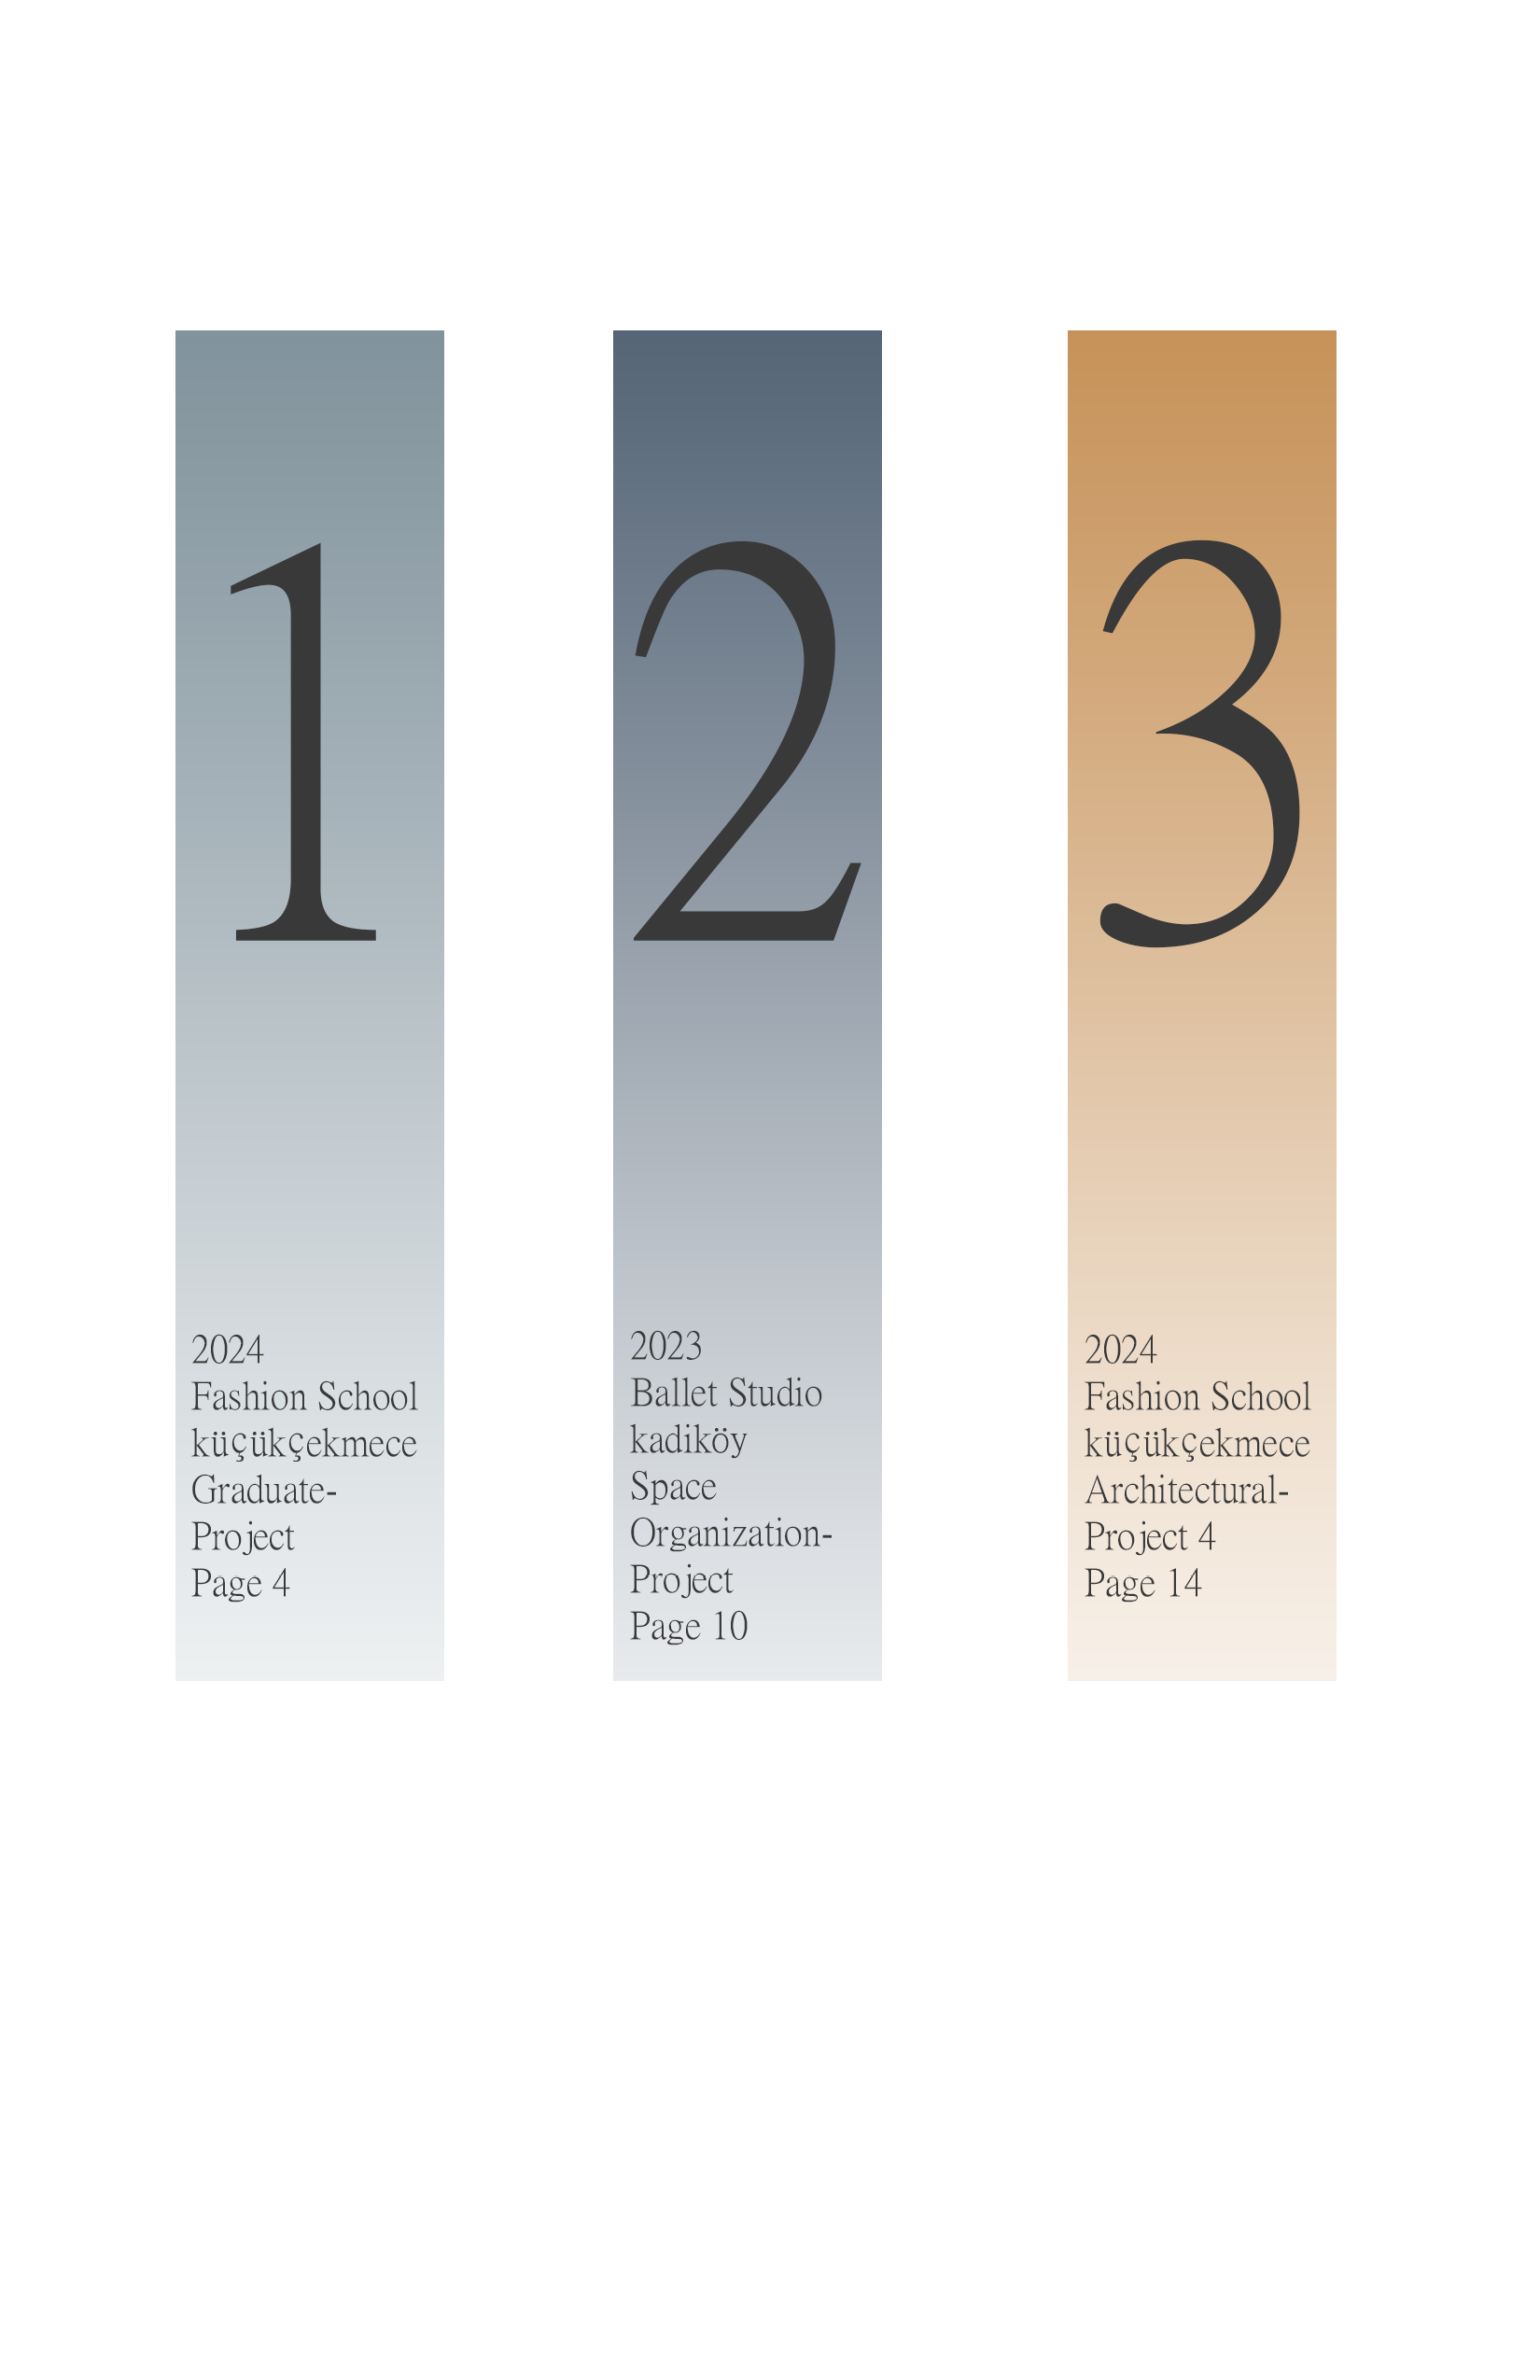 1
2024
Fashion School
küçükçekmece
Graduate-
Project
Page 4
2
2023
Ballet Studio
kadiköy
Space
Organization-
Project
Page 10
3
2024
Fashion School
küçükçekmece
Architectural-
Project 4
Page 14